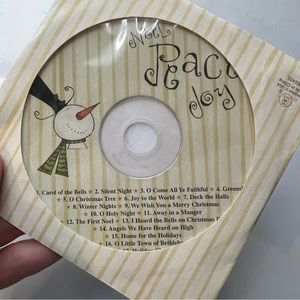 Noel
Peace
Joy
1. Carol of the Bells ★ 2. Silent Night ★ 3. O Come All Ye Faithful ★ 4. Greens
5. O Christmas Tree ★ 6. Joy to the World ★ 7. Deck the Halls
8. Winter Nights ★ 9. We Wish You a Merry Christmas
10. O Holy Night ★ 11. Away in a Manger
12. The First Noel ★ 13. I Heard the Bells on Christmas
14. Angels We Have Heard on High
15. Home for the Holidays
16. O Little Town of Bethleh